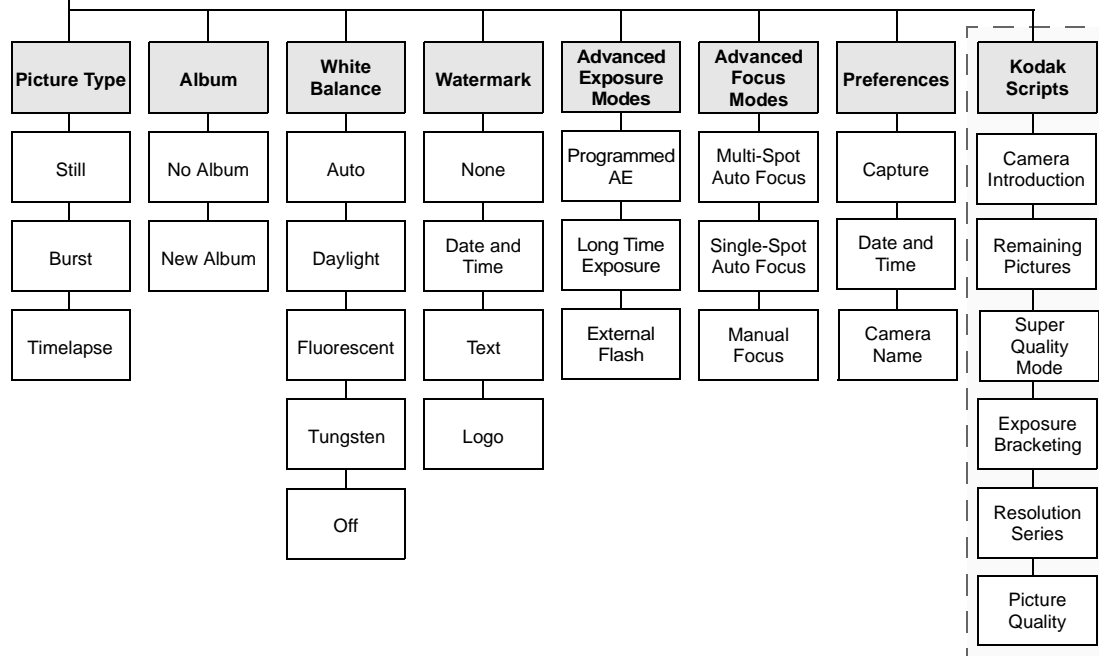 Picture Type
Still
Burst
Timelapse
Album
No Album
New Album
White
Balance
Auto
Daylight
Fluorescent
Tungsten
Off
Watermark
None
Date and
Time
Text
Logo
Advanced
Exposure
Modes
Programmed
AE
Long Time
Exposure
External
Flash
Advanced
Focus
Modes
Multi-Spot
Auto Focus
Single-Spot
Auto Focus
Manual
Focus
Preferences
Capture
Date and
Time
Camera
Name
Kodak
Scripts
Camera
Introduction
Remaining
Pictures
Super
Quality
Mode
Exposure
Bracketing
Resolution
Series
Picture
Quality